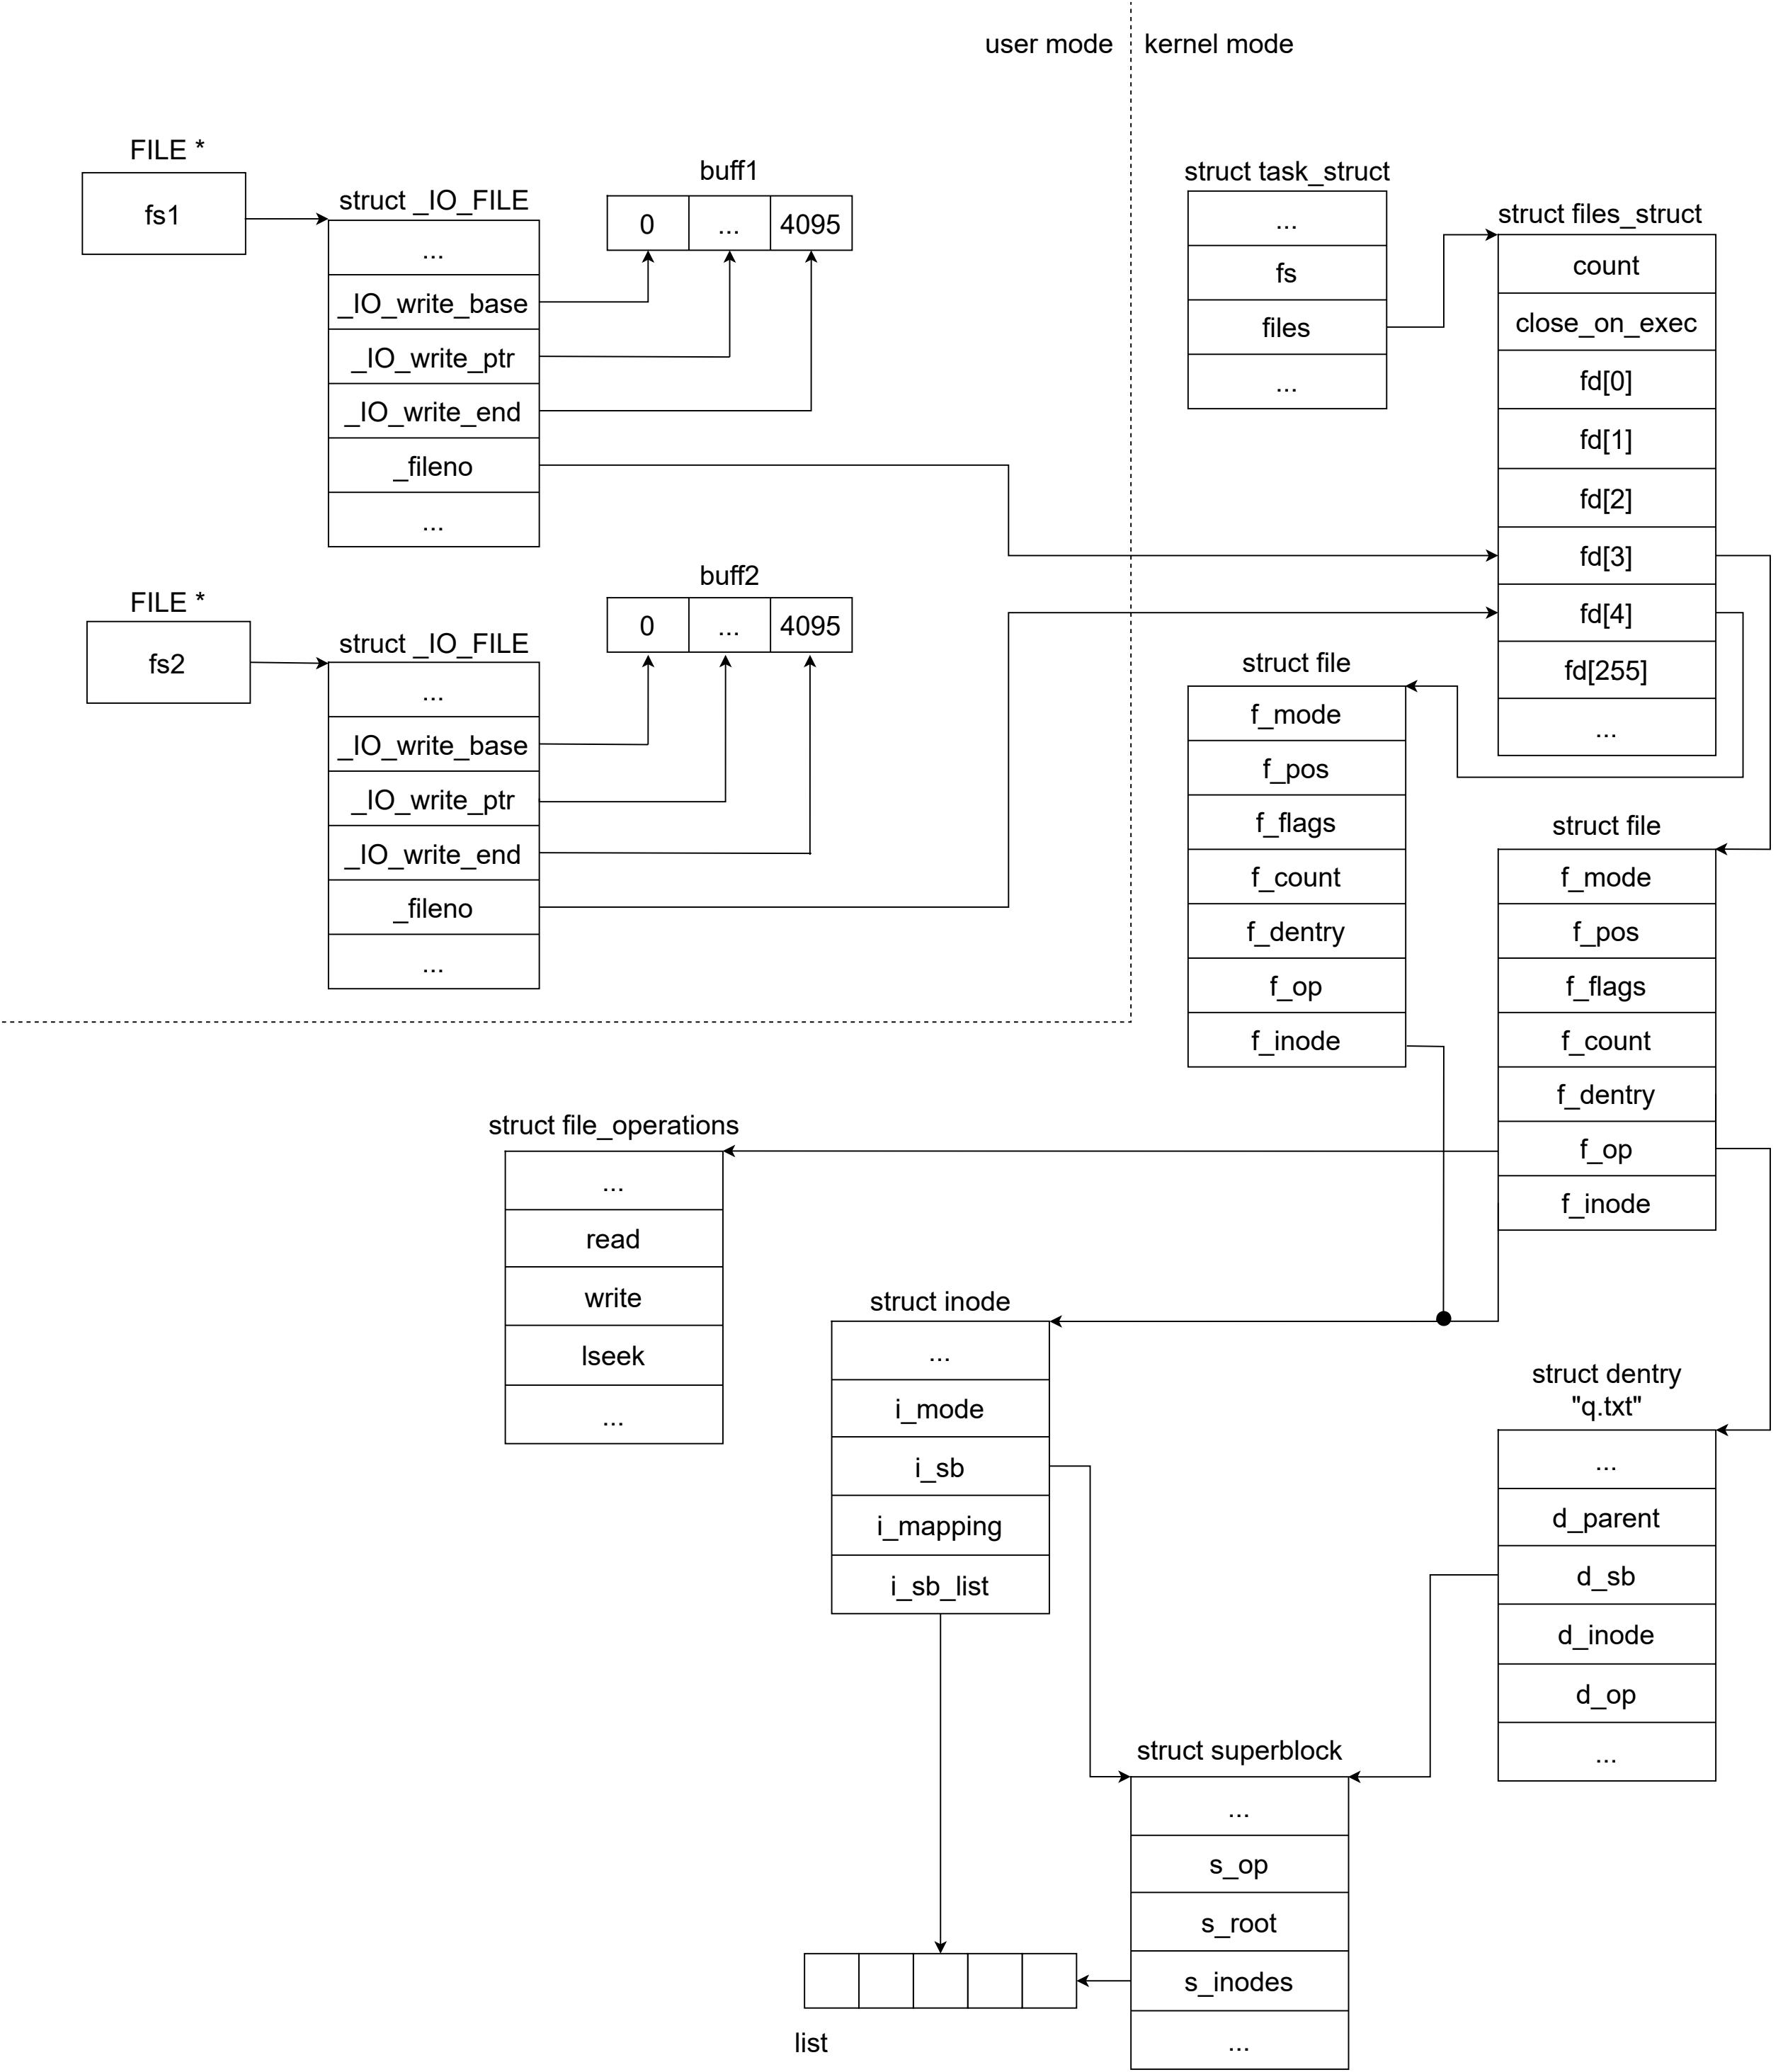 user mode
kernel mode
FILE *
fs1
struct _IO_FILE
...
_IO_write_base
_IO_write_ptr
_IO_write_end
_fileno
...
buff1
0
...
4095
FILE *
fs2
struct _IO_FILE
...
_IO_write_base
_IO_write_ptr
_IO_write_end
_fileno
...
buff2
0
...
4095
struct task_struct
...
fs
files
...
struct files_struct
count
close_on_exec
fd[0]
fd[1]
fd[2]
fd[3]
fd[4]
fd[255]
...
struct file
f_mode
f_pos
f_flags
f_count
f_dentry
f_op
f_inode
struct file
f_mode
f_pos
f_flags
f_count
f_dentry
f_op
f_inode
struct file_operations
...
read
write
lseek
...
struct inode
...
i_mode
i_sb
i_mapping
i_sb_list
struct dentry
"q.txt"
...
d_parent
d_sb
d_inode
d_op
...
struct superblock
...
s_op
s_root
s_inodes
...
list